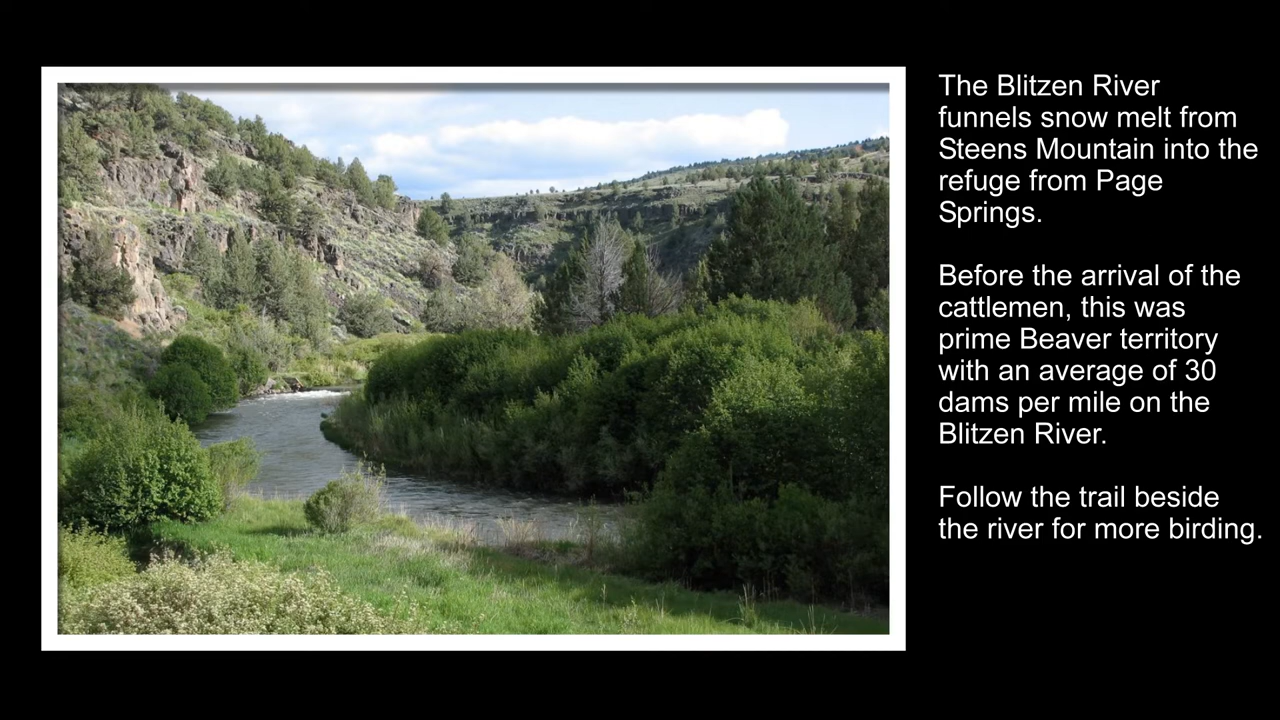 The Blitzen River
funnels snow melt from
Steens Mountain into the
refuge from Page
Springs.
Before the arrival of the
cattlemen, this was
prime Beaver territory
with an average of 30
dams per mile on the
Blitzen River.
Follow the trail beside
the river for more birding.